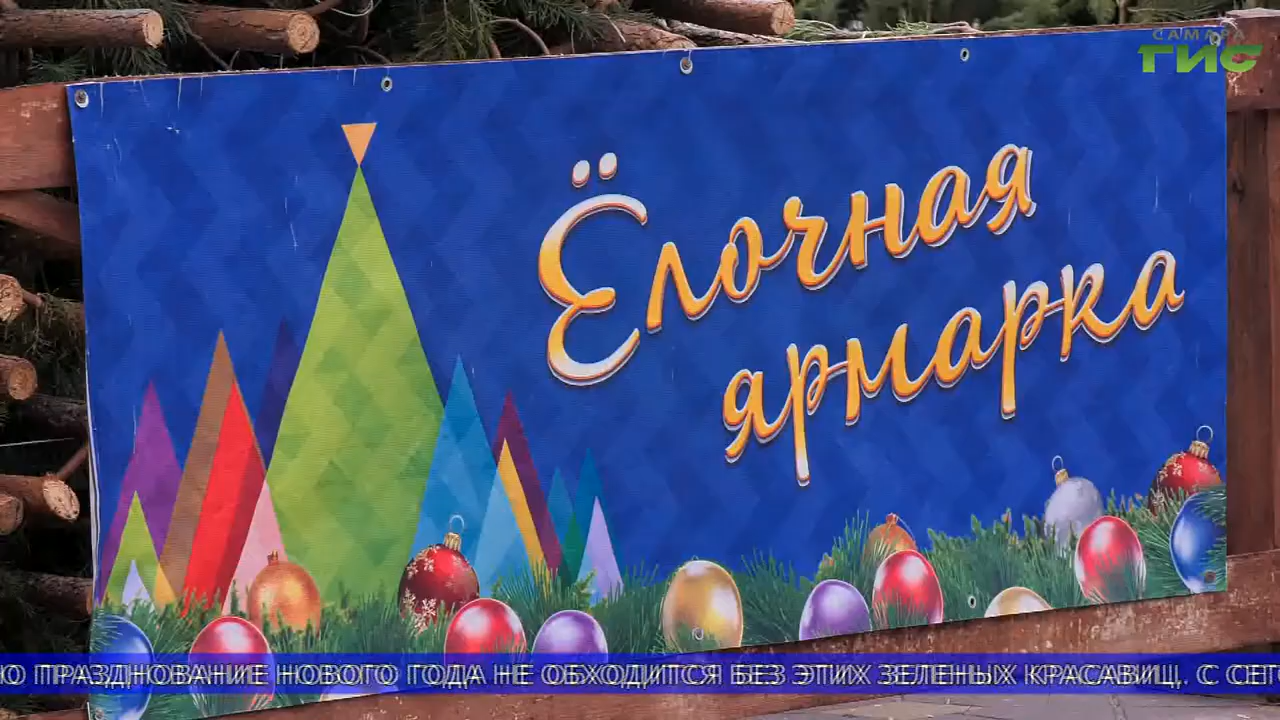 САМАРА
ГИС
Ёлочная
ярмарка
Ю ПРАЗДНОВАНИЕ НОВОГО ГОДА НЕ ОБХОДИТСЯ БЕЗ ЭТИХ ЗЕЛЕНЫХ КРАСАВИЦ. С